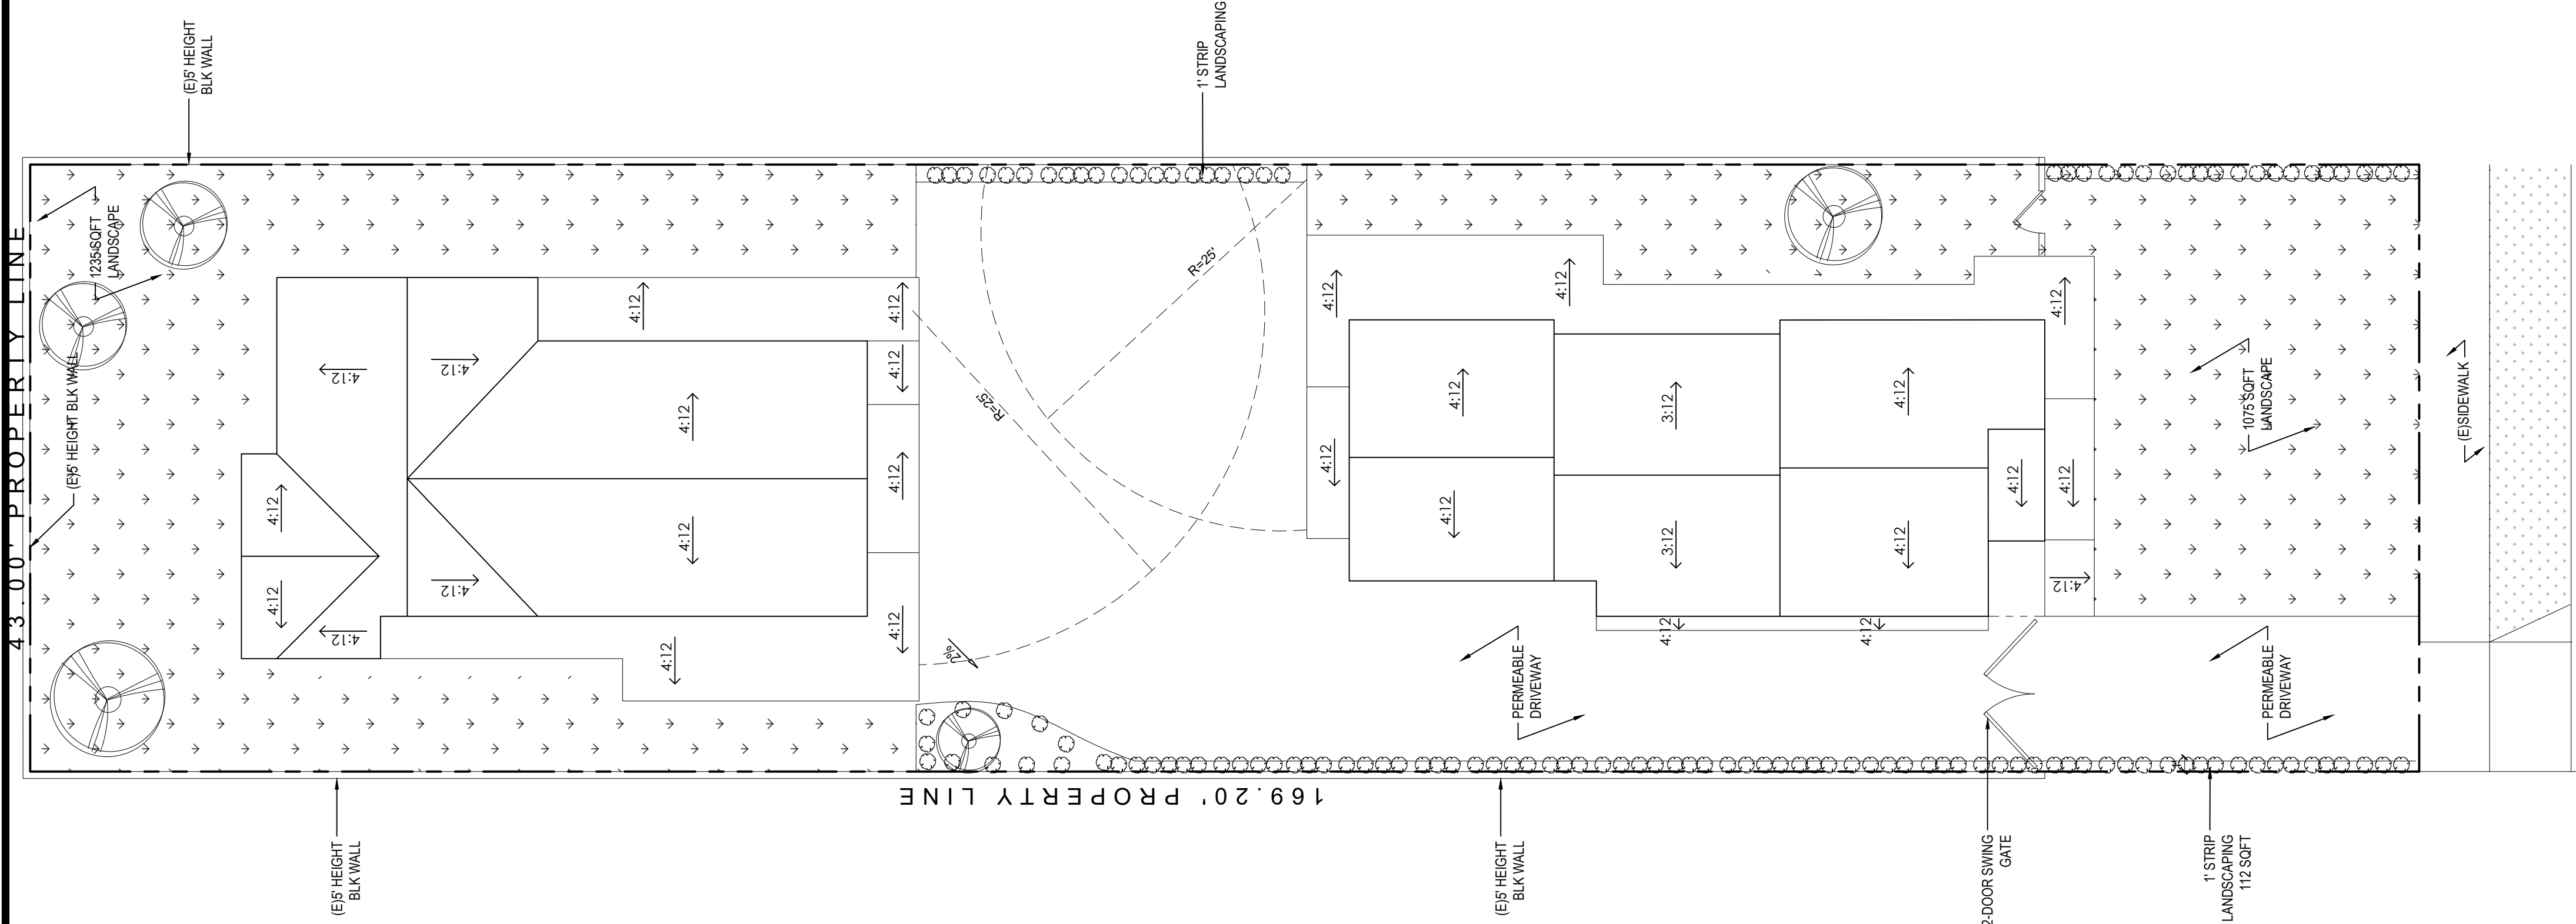 (E)5' HEIGHT
BLK WALL
1' STRIP
LANDSCAPING
43.00' PROPERTY LINE
1235 SQFT
LANDSCAPE
(E)5' HEIGHT BLK WALL
4:12
4:12
4:12
4:12
4:12
4:12
4:12
4:12
4:12
4:12
4:12
4:12
4:12
4:12
R=25'
R=25'
2%
4:12
4:12
4:12
4:12
4:12
3:12
3:12
4:12
4:12
4:12
4:12
4:12
4:12
4:12
4:12
1075 SQFT
LANDSCAPE
(E)SIDEWALK
PERMEABLE
DRIVEWAY
PERMEABLE
DRIVEWAY
169.20' PROPERTY LINE
(E)5' HEIGHT
BLK WALL
(E)5' HEIGHT
BLK WALL
2-DOOR SWING
GATE
1' STRIP
LANDSCAPING
112 SQFT